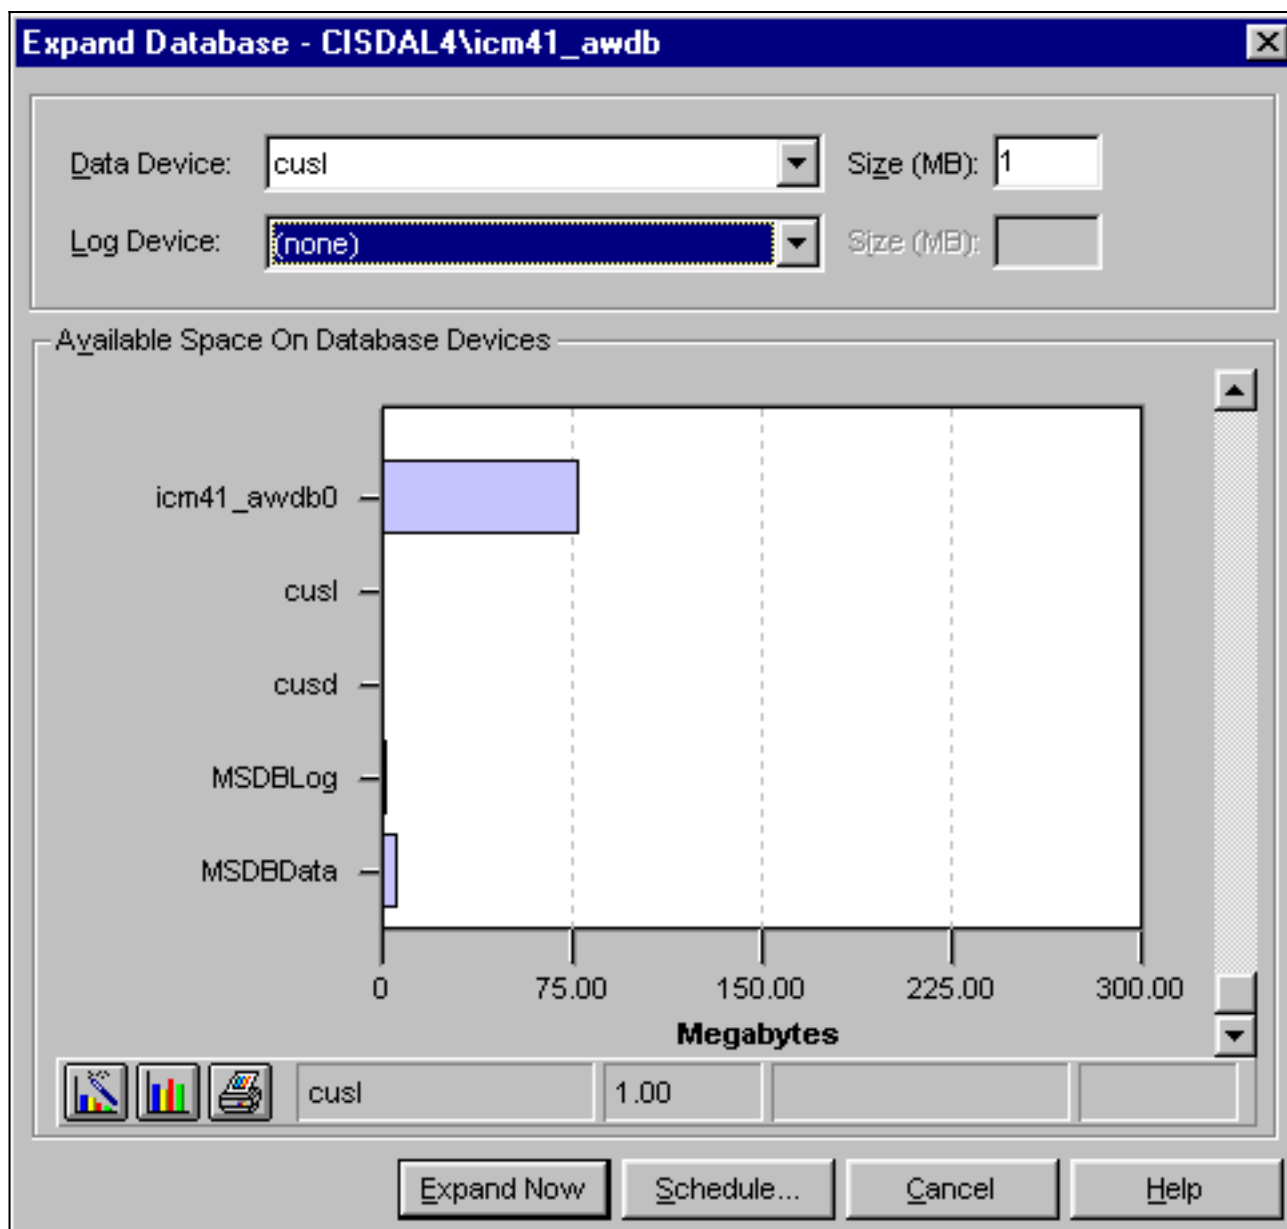 Expand Database - CISDAL4\icm41_awdb
Data Device: cusl Size (MB): 1
Log Device: (none) Size (MB):
Available Space On Database Devices
icm41_awdb0
cusl
cusd
MSDBLog
MSDBData
0 75.00 150.00 225.00 300.00
Megabytes
cusl 1.00
Expand Now Schedule... Cancel Help